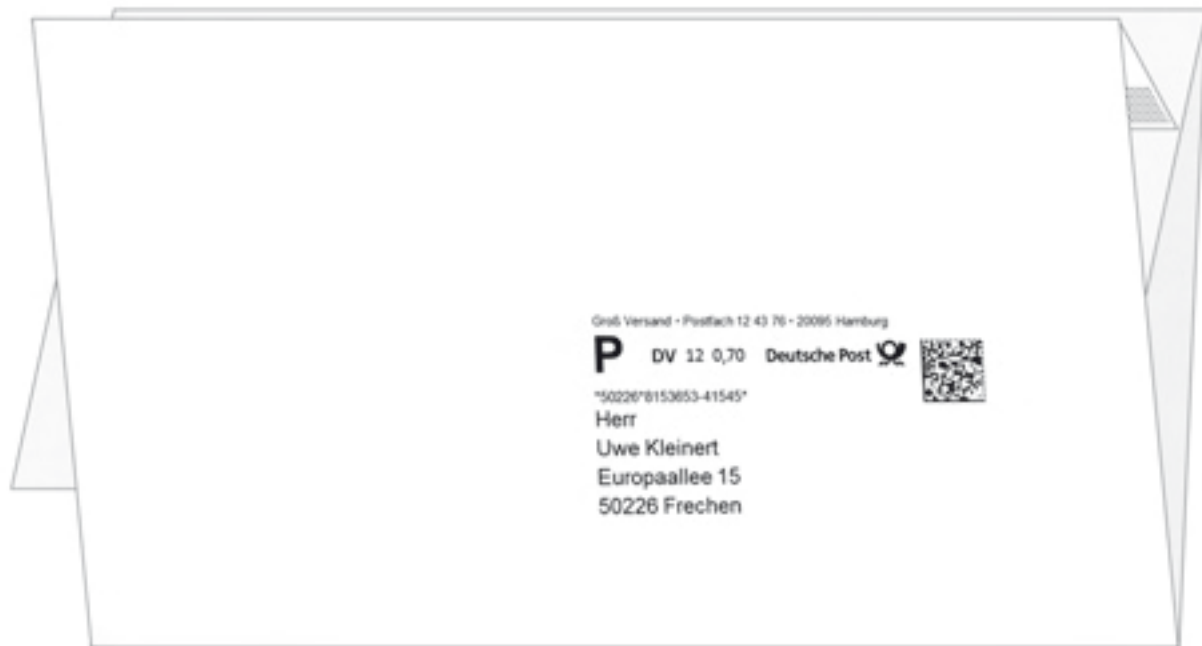 Groß Versand • Postfach 12 43 76 • 20095 Hamburg
P DV 12 0,70 Deutsche Post
*50226*8153653-41545*
Herr
Uwe Kleinert
Europaallee 15
50226 Frechen